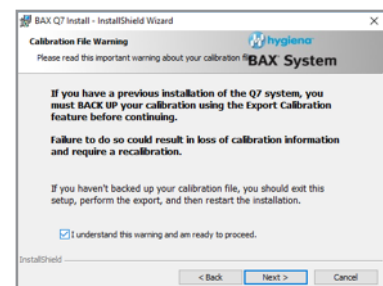 BAX Q7 Install - InstallShield Wizard
Calibration File Warning
hygiena
Please read this important warning about your calibration
BAX System
If you have a previous installation of the Q7 system, you
must BACK UP your calibration using the Export Calibration
feature before continuing.
Failure to do so could result in loss of calibration information
and require a recalibration.
If you haven't backed up your calibration file, you should exit this
setup, perform the export, and then restart the installation.
I understand this warning and am ready to proceed.
InstallShield
< Back
Next >
Cancel